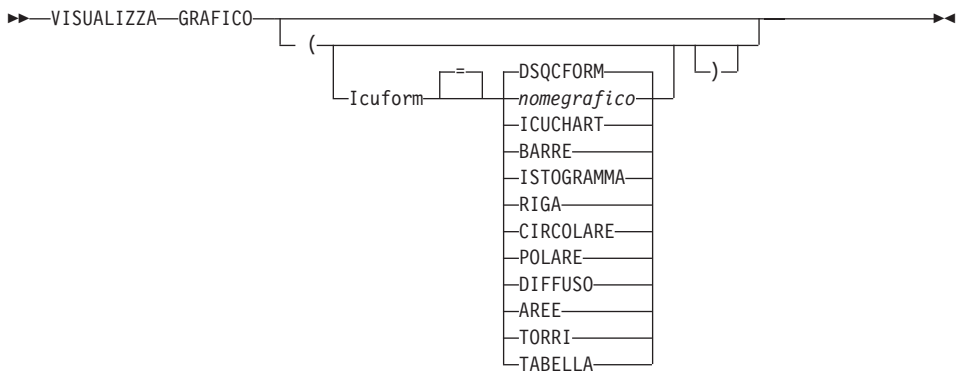 VISUALIZZA GRAFICO
(
Icuform = DSQCFORM )
nomegrafico
ICUCHART
BARRE
ISTOGRAMMA
RIGA
CIRCOLARE
POLARE
DIFFUSO
AREE
TORRI
TABELLA